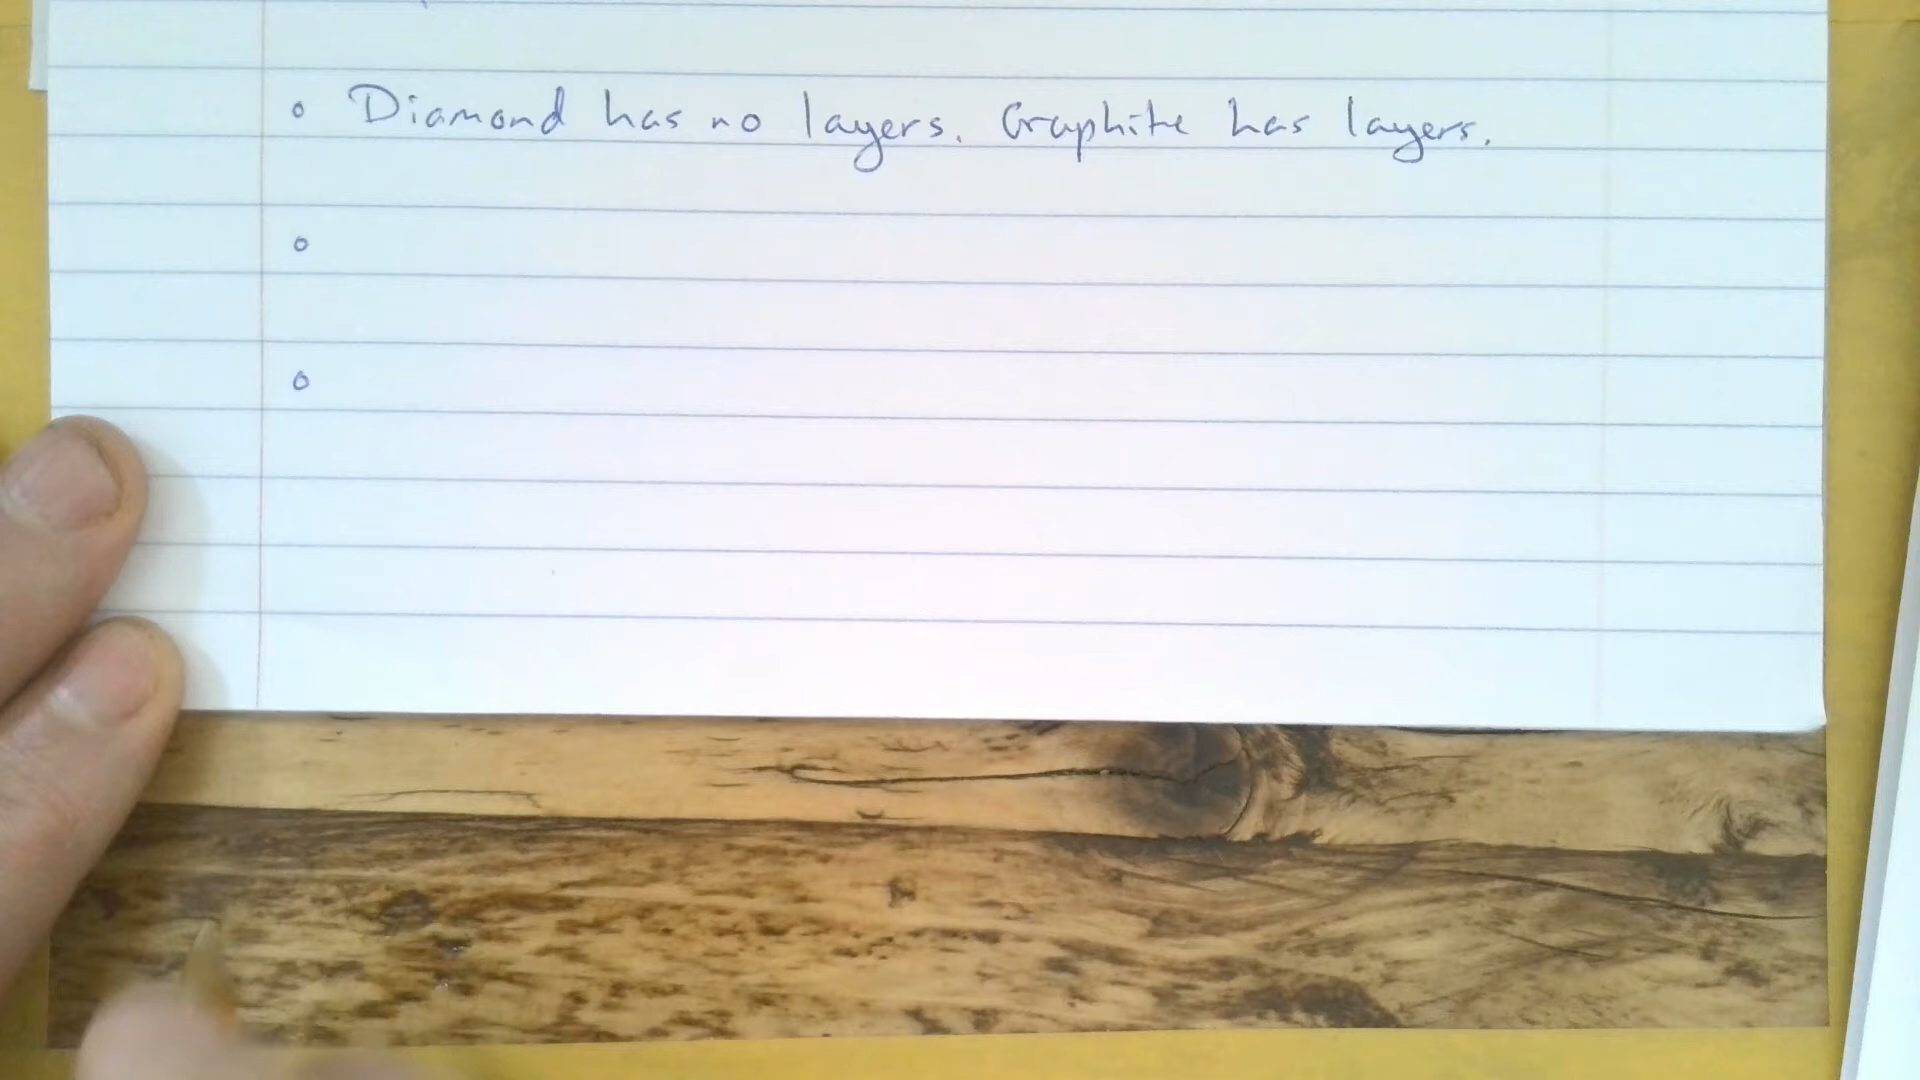 ◦ Diamond has no layers. Graphite has layers.
◦
◦